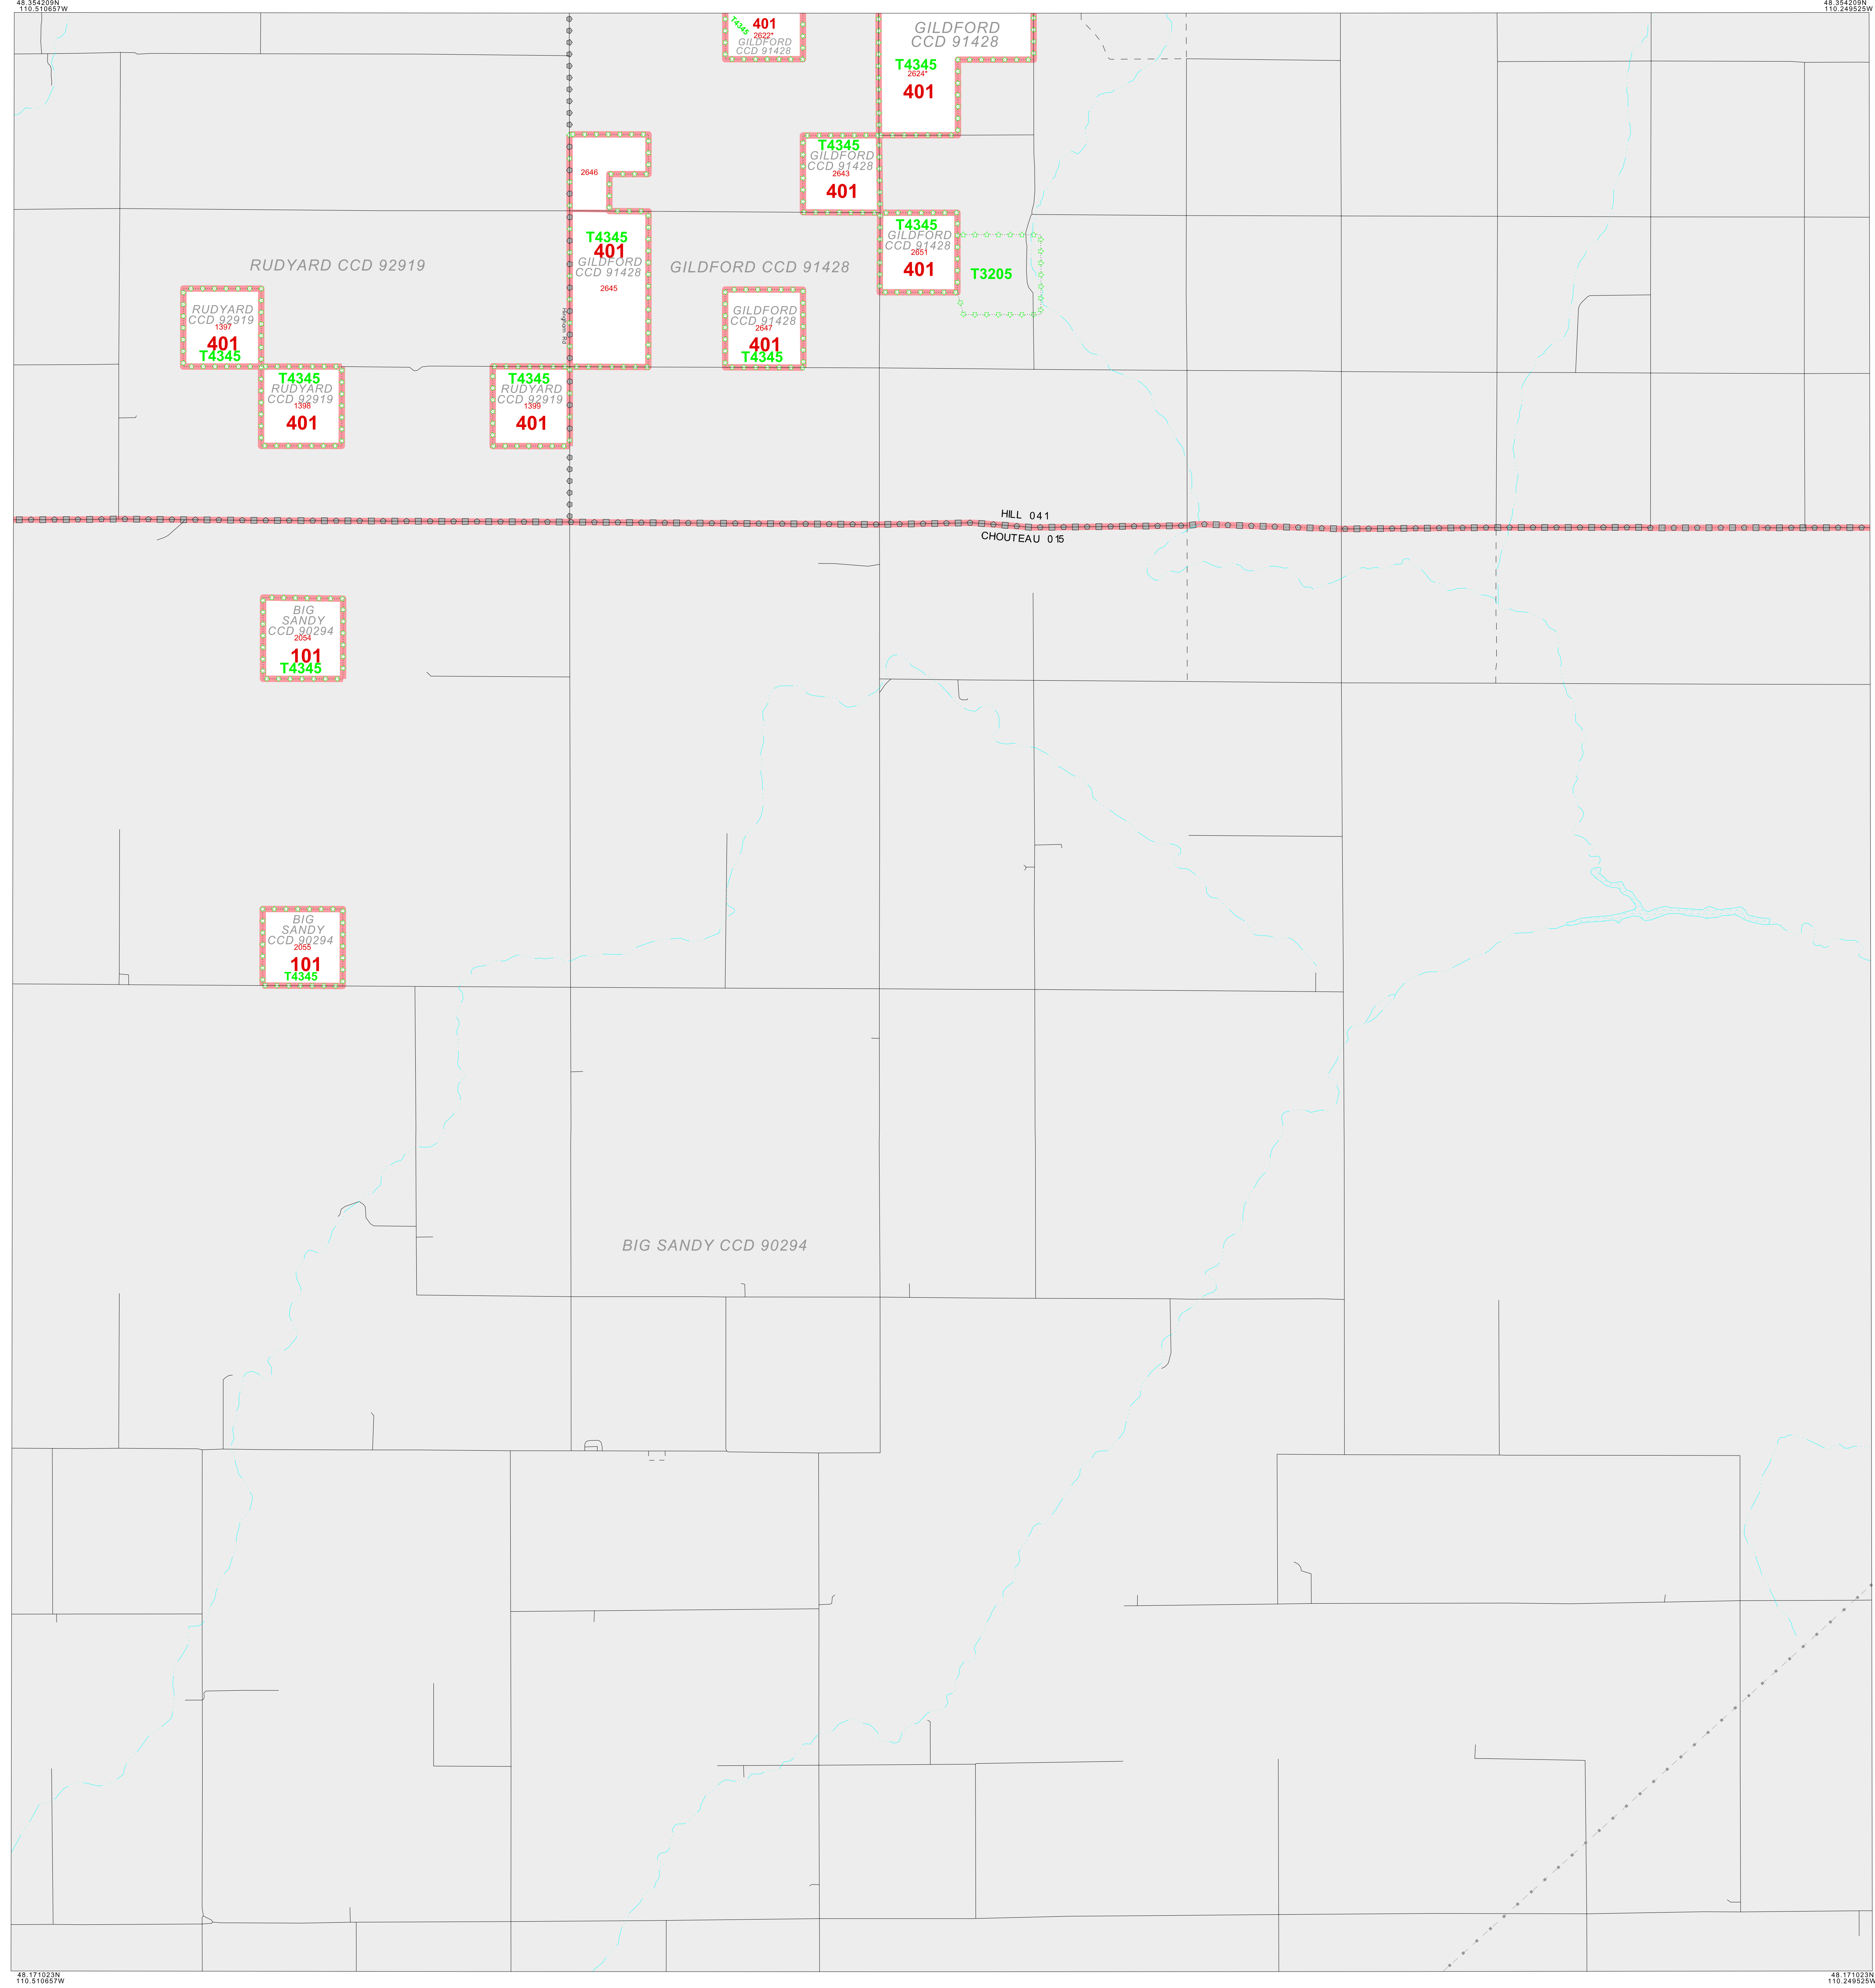 48.354209N
110.510657W
48.354209N
110.249525W
T4345
401
2622*
GILDFORD
CCD 91428
GILDFORD
CCD 91428
T4345
2624*
401
2646
T4345
GILDFORD
CCD 91428
2643
401
T4345
401
GILDFORD
CCD 91428
2645
T4345
GILDFORD
CCD 91428
2651
401
T3205
RUDYARD CCD 92919
GILDFORD CCD 91428
RUDYARD
CCD 92919
1397
401
T4345
Hingham Rd
GILDFORD
CCD 91428
2647
401
T4345
T4345
RUDYARD
CCD 92919
1398
401
T4345
RUDYARD
CCD 92919
1399
401
HILL 041
CHOUTEAU 015
BIG
SANDY
CCD 90294
2054
101
T4345
BIG
SANDY
CCD 90294
2055
101
T4345
BIG SANDY CCD 90294
48.171023N
110.510657W
48.171023N
110.249525W